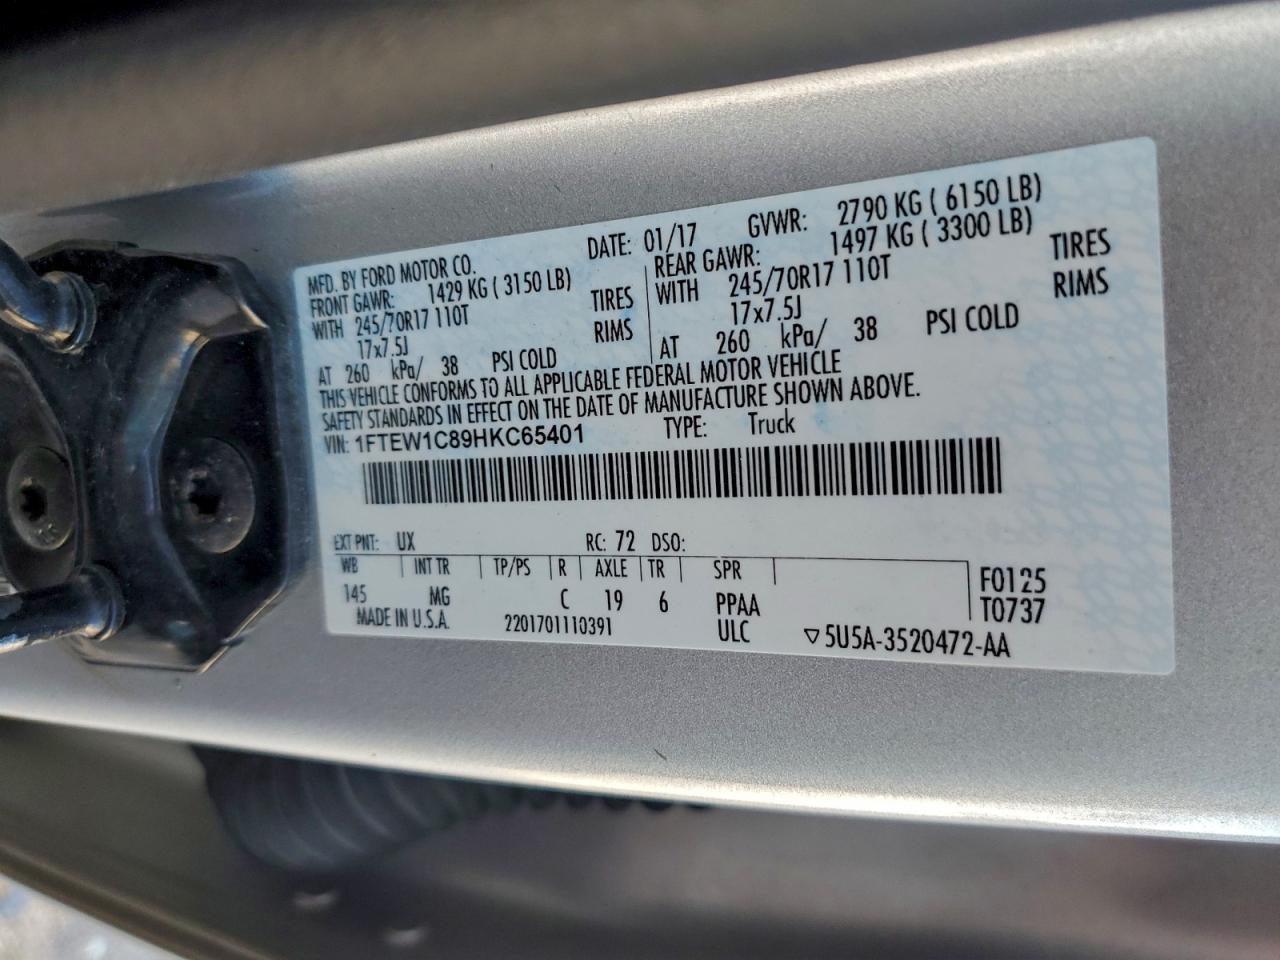 MFD. BY FORD MOTOR CO.
DATE: 01/17 GVWR: 2790 KG ( 6150 LB)
FRONT GAWR: 1429 KG ( 3150 LB) REAR GAWR: 1497 KG ( 3300 LB)
WITH 245/70R17 110T TIRES WITH 245/70R17 110T TIRES
17x7.5J RIMS 17x7.5J RIMS
AT 260 kPa/ 38 PSI COLD AT 260 kPa/ 38 PSI COLD
THIS VEHICLE CONFORMS TO ALL APPLICABLE FEDERAL MOTOR VEHICLE
SAFETY STANDARDS IN EFFECT ON THE DATE OF MANUFACTURE SHOWN ABOVE.
VIN: 1FTEW1C89HKC65401 TYPE: Truck
EXT PNT: UX RC: 72 DSO:
WB INT TR TP/PS R AXLE TR SPR F0125
145 MG C 19 6 PPAA T0737
MADE IN U.S.A. 2201701110391 ULC ▽5U5A-3520472-AA